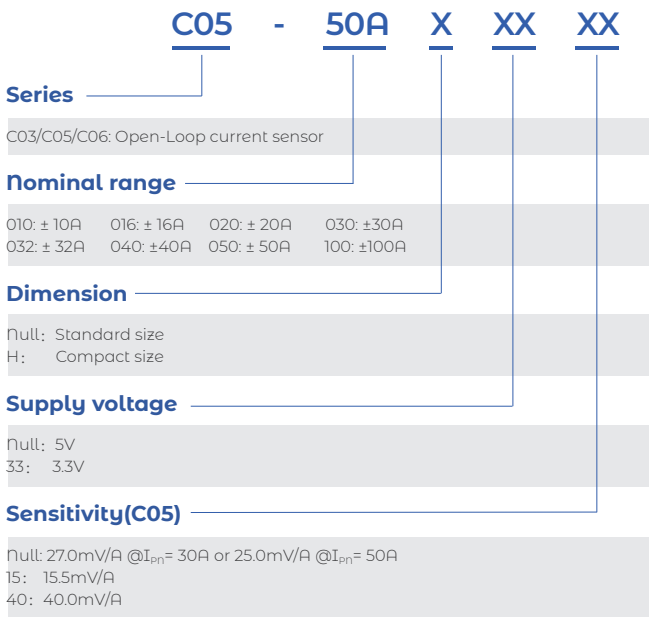 C05 - 50A X XX XX
Series
C03/C05/C06: Open-Loop current sensor
Nominal range
010: ± 10A 016: ± 16A 020: ± 20A 030: ±30A
032: ± 32A 040: ±40A 050: ± 50A 100: ±100A
Dimension
Null： Standard size
H： Compact size
Supply voltage
Null： 5V
33： 3.3V
Sensitivity(C05)
Null: 27.0mV/A @Iₚₙ= 30A or 25.0mV/A @Iₚₙ= 50A
15： 15.5mV/A
40： 40.0mV/A